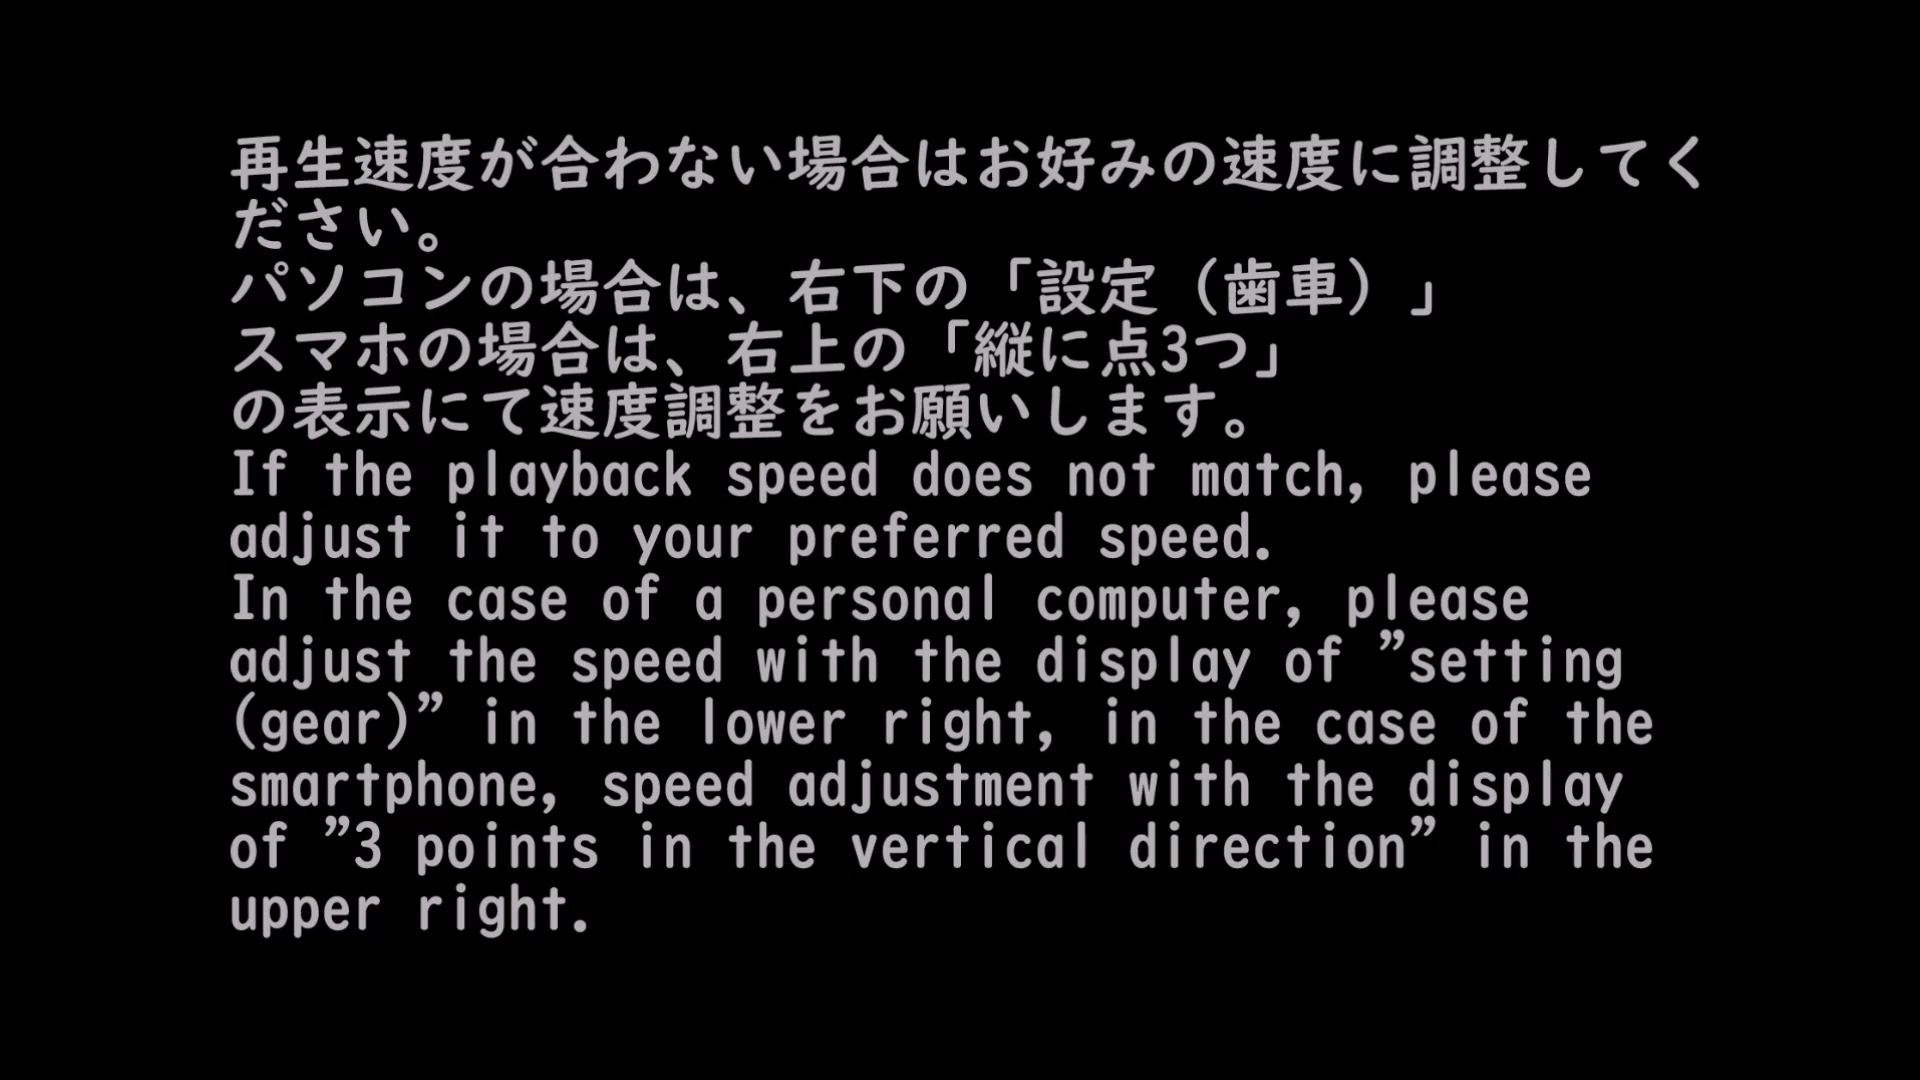 再生速度が合わない場合はお好みの速度に調整してく
ださい。
パソコンの場合は、右下の「設定（歯車）」
スマホの場合は、右上の「縦に点3つ」
の表示にて速度調整をお願いします。
If the playback speed does not match, please
adjust it to your preferred speed.
In the case of a personal computer, please
adjust the speed with the display of ”setting
(gear)” in the lower right, in the case of the
smartphone, speed adjustment with the display
of ”3 points in the vertical direction” in the
upper right.